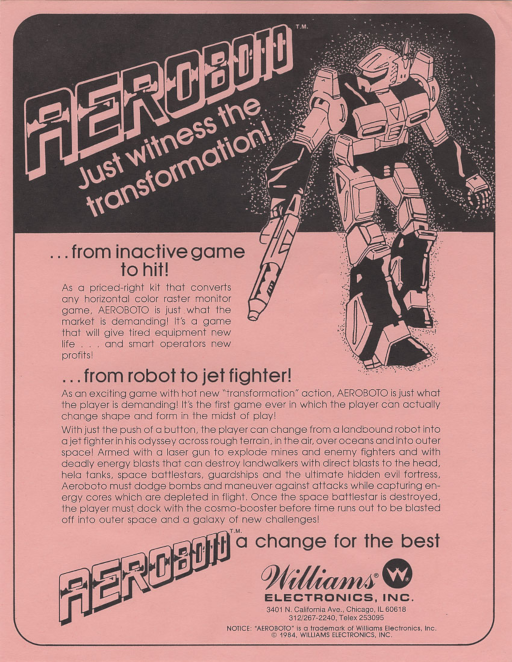 AEROBOTO T.M.
Just witness the
transformation!
...from inactive game
to hit!
As a priced-right kit that converts
any horizontal color raster monitor
game, AEROBOTO is just what the
market is demanding! It's a game
that will give tired equipment new
life . . . and smart operators new
profits!
...from robot to jet fighter!
As an exciting game with hot new "transformation" action, AEROBOTO is just what
the player is demanding! It's the first game ever in which the player can actually
change shape and form in the midst of play!
With just the push of a button, the player can change from a landbound robot into
a jet fighter in his odyssey across rough terrain, in the air, over oceans and into outer
space! Armed with a laser gun to explode mines and enemy fighters and with
deadly energy blasts that can destroy landwalkers with direct blasts to the head,
hela tanks, space battlestars, guardships and the ultimate hidden evil fortress,
Aeroboto must dodge bombs and maneuver against attacks while capturing en-
ergy cores which are depleted in flight. Once the space battlestar is destroyed,
the player must dock with the cosmo-booster before time runs out to be blasted
off into outer space and a galaxy of new challenges!
AEROBOTO T.M. a change for the best
Williams® W
ELECTRONICS, INC.
3401 N. California Ave., Chicago, IL 60618
312/267-2240, Telex 253095
NOTICE: "AEROBOTO" is a trademark of Williams Electronics, Inc.
© 1984, WILLIAMS ELECTRONICS, INC.